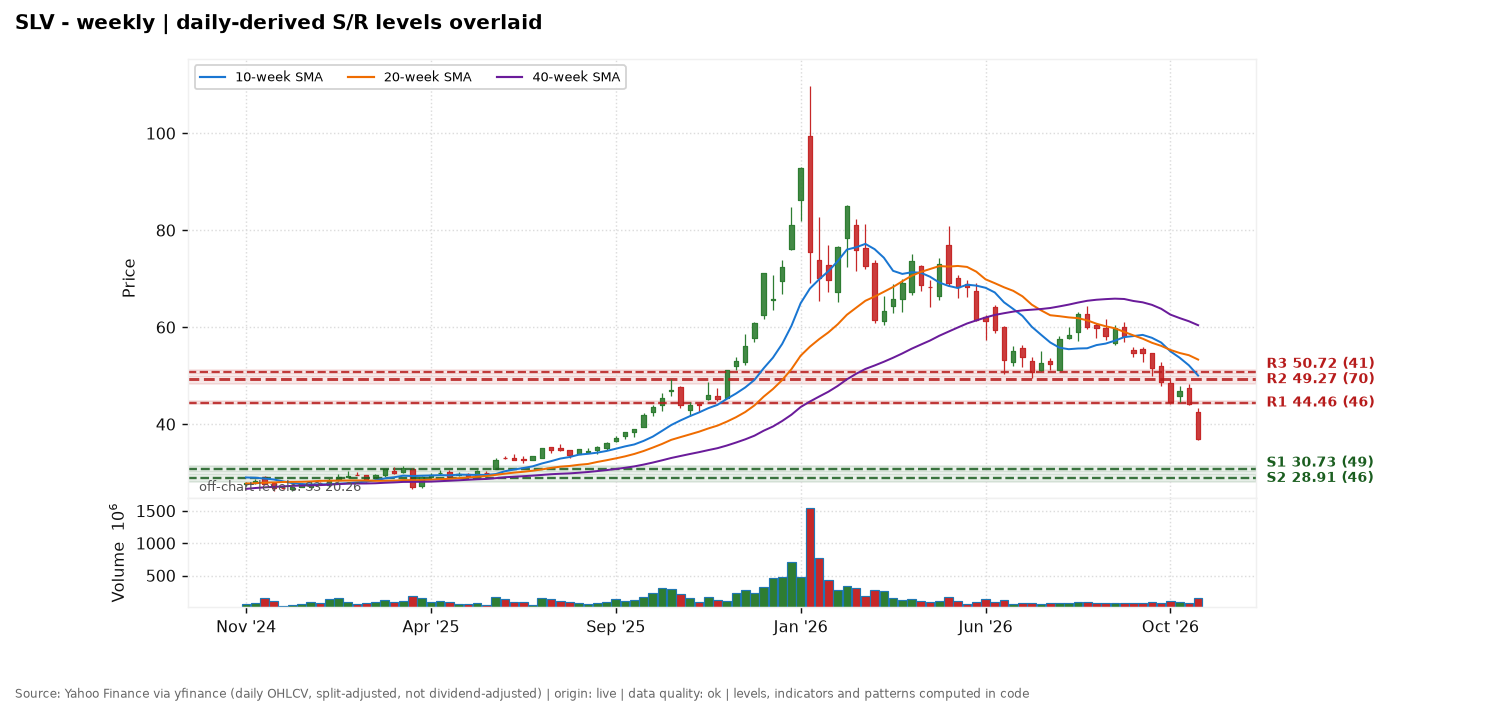 SLV - weekly | daily-derived S/R levels overlaid
10-week SMA
20-week SMA
40-week SMA
Price
100
80
60
40
R3 50.72 (41)
R2 49.27 (70)
R1 44.46 (46)
S1 30.73 (49)
S2 28.91 (46)
S3 20.26
Volume 10⁶
1500
1000
500
Nov '24
Apr '25
Sep '25
Jan '26
Jun '26
Oct '26
Source: Yahoo Finance via yfinance (daily OHLCV, split-adjusted, not dividend-adjusted) | origin: live | data quality: ok | levels, indicators and patterns computed in code